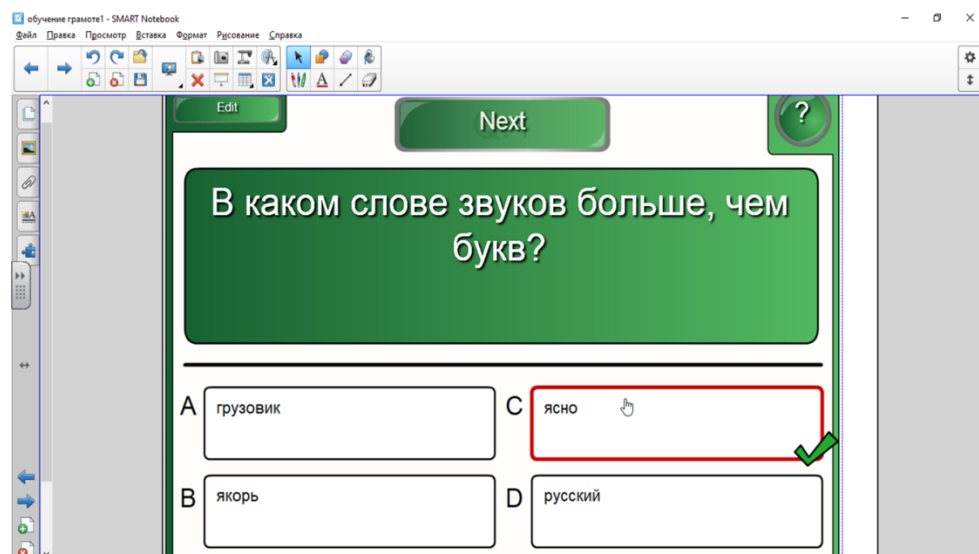 обучение грамоте1 - SMART Notebook
Файл Правка Просмотр Вставка Формат Рисование Справка
Edit
Next
?
В каком слове звуков больше, чем
букв?
A грузовик
C ясно
B якорь
D русский